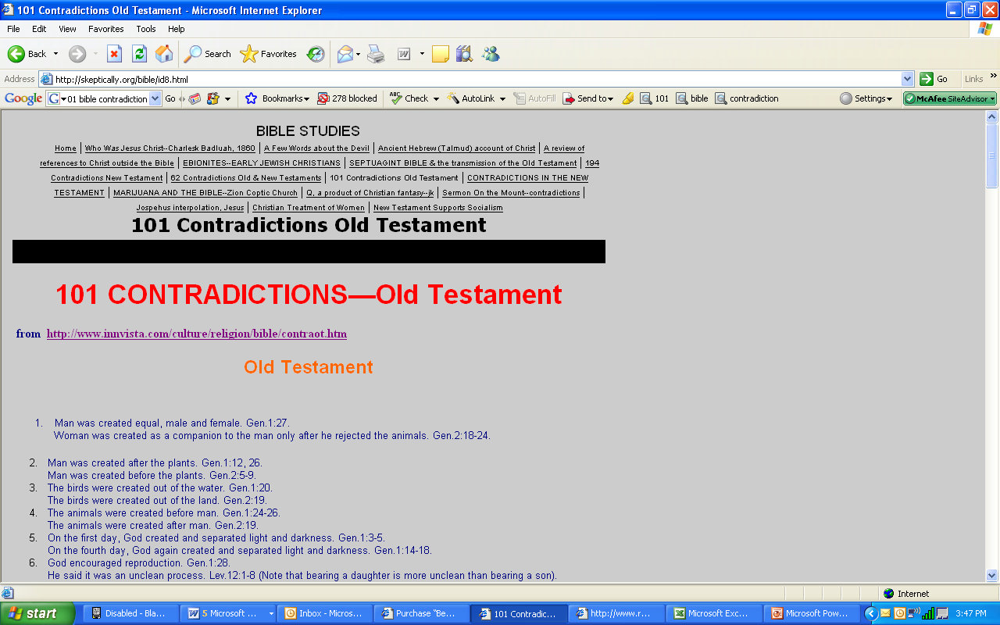 101 Contradictions Old Testament - Microsoft Internet Explorer
File Edit View Favorites Tools Help
Back Search Favorites
Address http://skeptically.org/bible/id8.html Go Links »
Google G 01 bible contradiction Go Bookmarks 278 blocked ABC Check AutoLink AutoFill Send to 101 bible contradiction Settings McAfee SiteAdvisor
BIBLE STUDIES
Home | Who Was Jesus Christ--Charlesk Badluah, 1860 | A Few Words about the Devil | Ancient Hebrew (Talmud) account of Christ | A review of
references to Christ outside the Bible | EBIONITES--EARLY JEWISH CHRISTIANS | SEPTUAGINT BIBLE & the transmission of the Old Testament | 194
Contradictions New Testament | 62 Contradictions Old & New Testaments | 101 Contradictions Old Testament | CONTRADICTIONS IN THE NEW
TESTAMENT | MARIJUANA AND THE BIBLE--Zion Coptic Church | Q, a product of Christian fantasy--jk | Sermon On the Mount--contradictions |
Jospehus interpolation, Jesus | Christian Treatment of Women | New Testament Supports Socialism
101 Contradictions Old Testament
101 CONTRADICTIONS—Old Testament
from http://www.innvista.com/culture/religion/bible/contraot.htm
Old Testament
1. Man was created equal, male and female. Gen.1:27.
Woman was created as a companion to the man only after he rejected the animals. Gen.2:18-24.
2. Man was created after the plants. Gen.1:12, 26.
Man was created before the plants. Gen.2:5-9.
3. The birds were created out of the water. Gen.1:20.
The birds were created out of the land. Gen.2:19.
4. The animals were created before man. Gen.1:24-26.
The animals were created after man. Gen.2:19.
5. On the first day, God created and separated light and darkness. Gen.1:3-5.
On the fourth day, God again created and separated light and darkness. Gen.1:14-18.
6. God encouraged reproduction. Gen.1:28.
He said it was an unclean process. Lev.12:1-8 (Note that bearing a daughter is more unclean than bearing a son).
Internet
start Disabled - Bla... 5 Microsoft ... Inbox - Micros... Purchase "Be... 101 Contradic... http://www.r... Microsoft Exc... Microsoft Pow... 3:47 PM